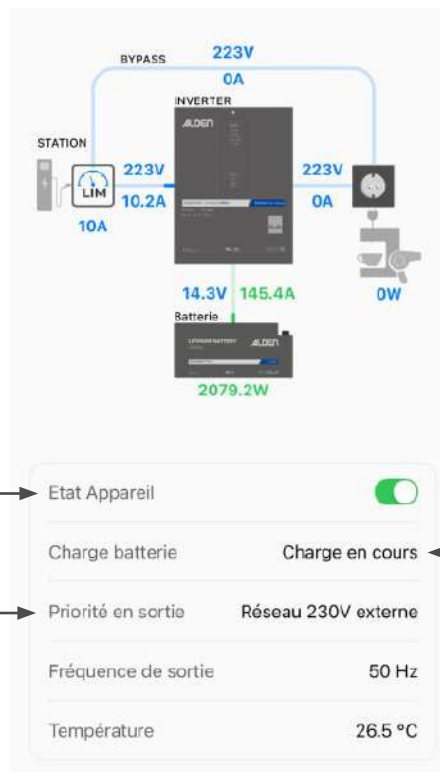 BYPASS
223V
0A
INVERTER
ALDEN
STATION
223V
LIM
10.2A
10A
223V
0A
14.3V 145.4A
0W
Batterie
LITHIUM BATTERY
ALDEN
2079.2W
Etat Appareil
Charge batterie Charge en cours
Priorité en sortie Réseau 230V externe
Fréquence de sortie 50 Hz
Température 26.5 °C